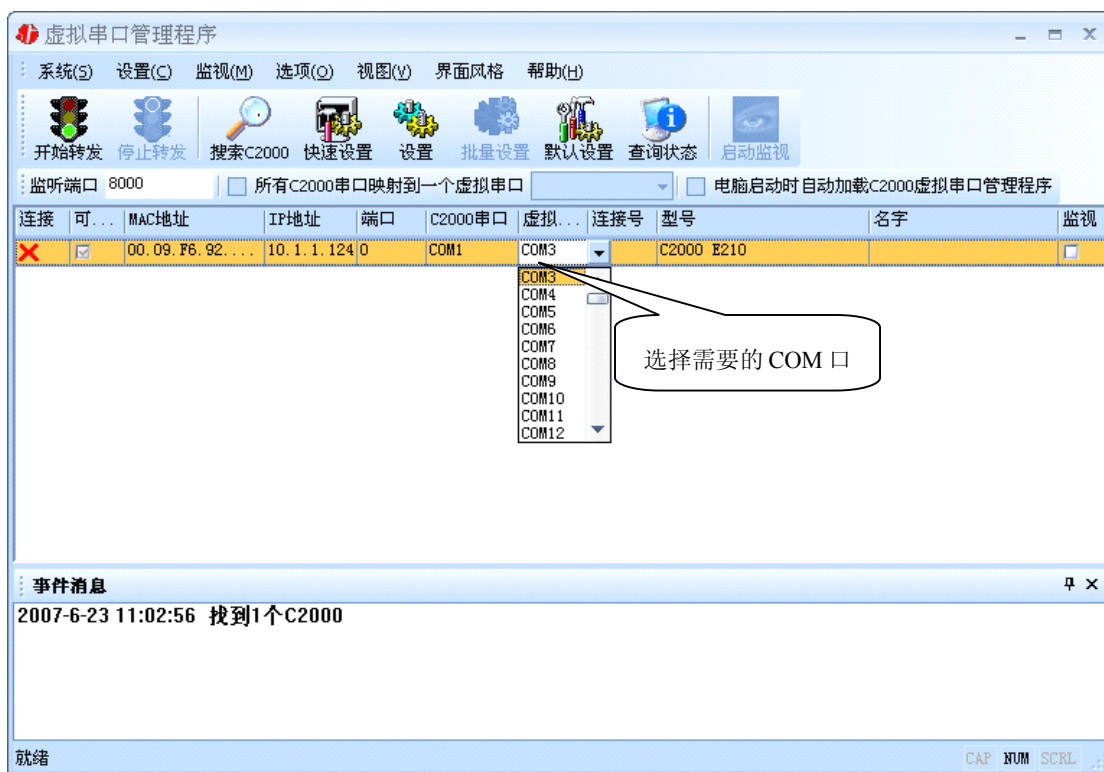 虚拟串口管理程序
系统(S) 设置(C) 监视(M) 选项(O) 视图(V) 界面风格 帮助(H)
开始转发 停止转发 搜索C2000 快速设置 设置 批量设置 默认设置 查询状态 启动监视
监听端口 8000 所有C2000串口映射到一个虚拟串口 电脑启动时自动加载C2000虚拟串口管理程序
连接 可... MAC地址 IP地址 端口 C2000串口 虚拟... 连接号 型号 名字 监视
00.09.F6.92.... 10.1.1.124 0 COM1 COM3 C2000 E210
COM3
COM4
COM5
COM6
COM7
COM8
COM9
COM10
COM11
COM12
选择需要的 COM 口
事件消息
2007-6-23 11:02:56 找到1个C2000
就绪 CAP NUM SCRL